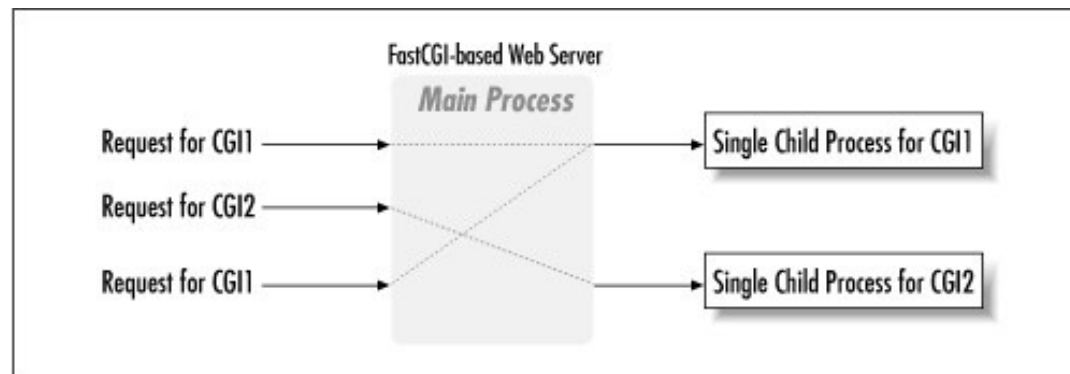 FastCGI-based Web Server
Main Process
Request for CGI1
Single Child Process for CGI1
Request for CGI2
Request for CGI1
Single Child Process for CGI2